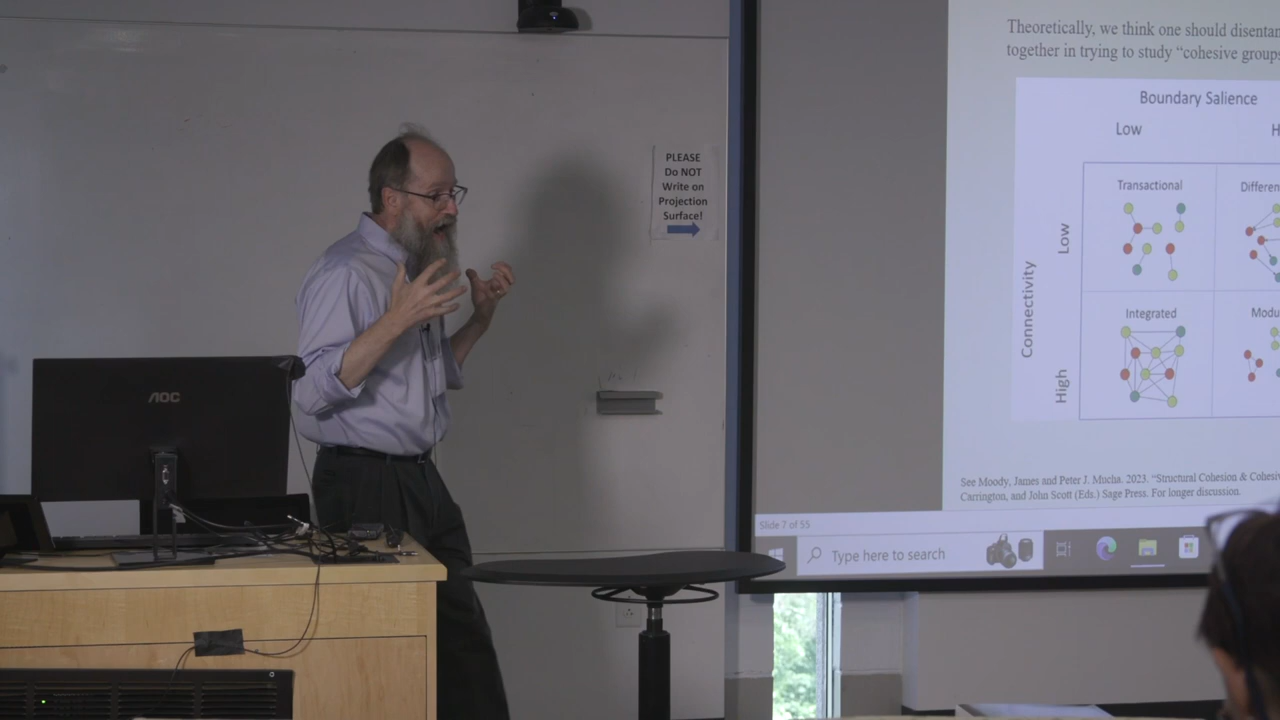 Theoretically, we think one should disentan
together in trying to study “cohesive groups
Boundary Salience
Low
H
Transactional
Differen
Low
Connectivity
Integrated
Modu
High
See Moody, James and Peter J. Mucha. 2023. “Structural Cohesion & Cohesiv
Carrington, and John Scott (Eds.) Sage Press. For longer discussion.
Slide 7 of 55
Type here to search
PLEASE
Do NOT
Write on
Projection
Surface!
AOC